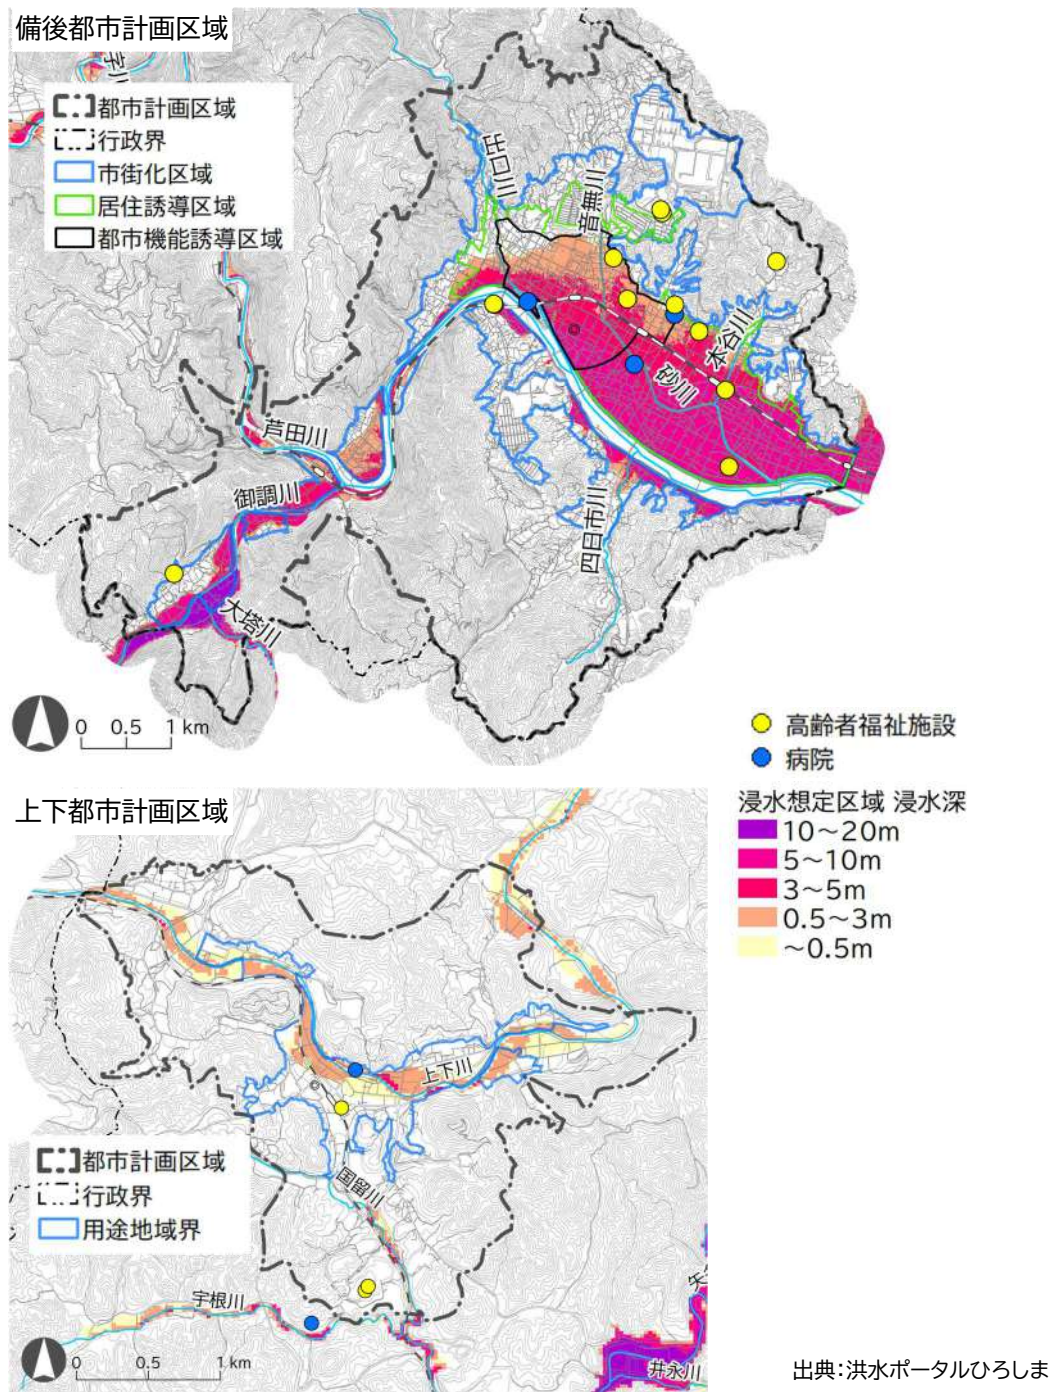 備後都市計画区域
字川
都市計画区域
行政界
市街化区域
居住誘導区域
都市機能誘導区域
出口川
音無川
本谷川
砂川
芦田川
御調川
四日市川
大塔川
0 0.5 1 km
高齢者福祉施設
病院
浸水想定区域 浸水深
10～20m
5～10m
3～5m
0.5～3m
～0.5m
上下都市計画区域
上下川
都市計画区域
行政界
用途地域界
国留川
宇根川
矢
井永川
0 0.5 1 km
出典:洪水ポータルひろしま